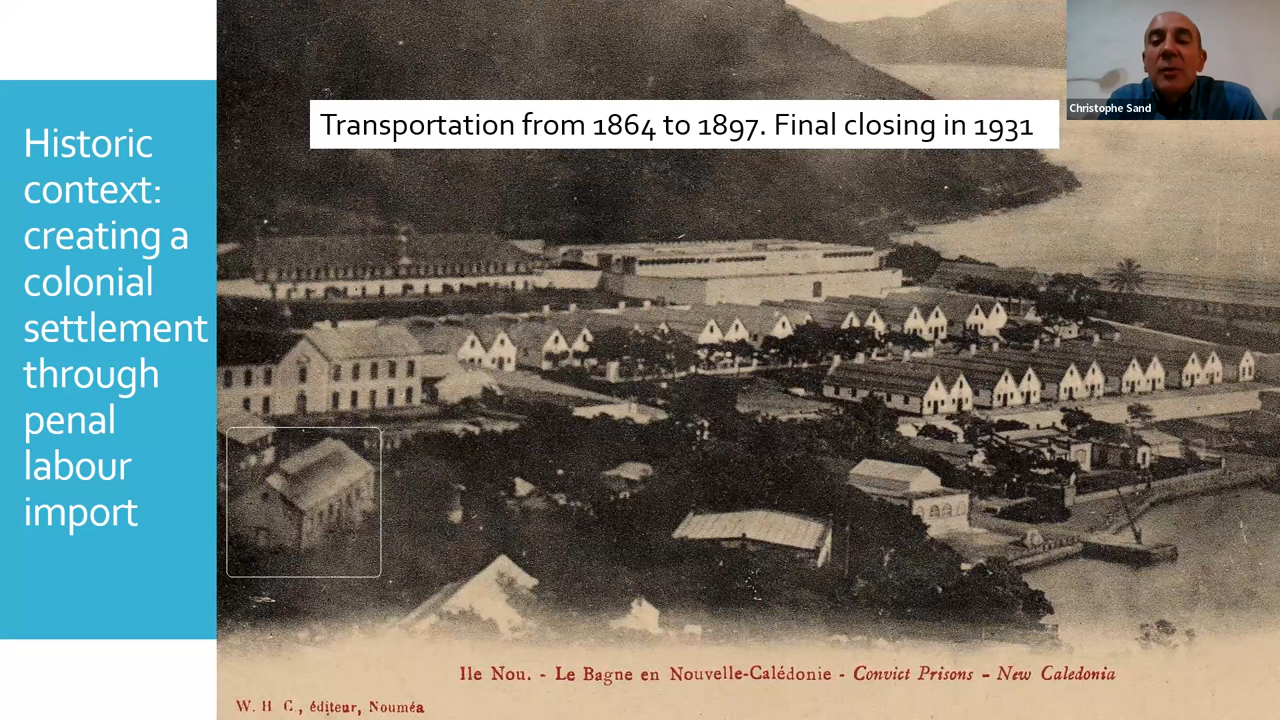 Historic
context:
creating a
colonial
settlement
through
penal
labour
import
Transportation from 1864 to 1897. Final closing in 1931
Christophe Sand
Ile Nou. - Le Bagne en Nouvelle-Calédonie - Convict Prisons - New Caledonia
W. H C., éditeur, Nouméa